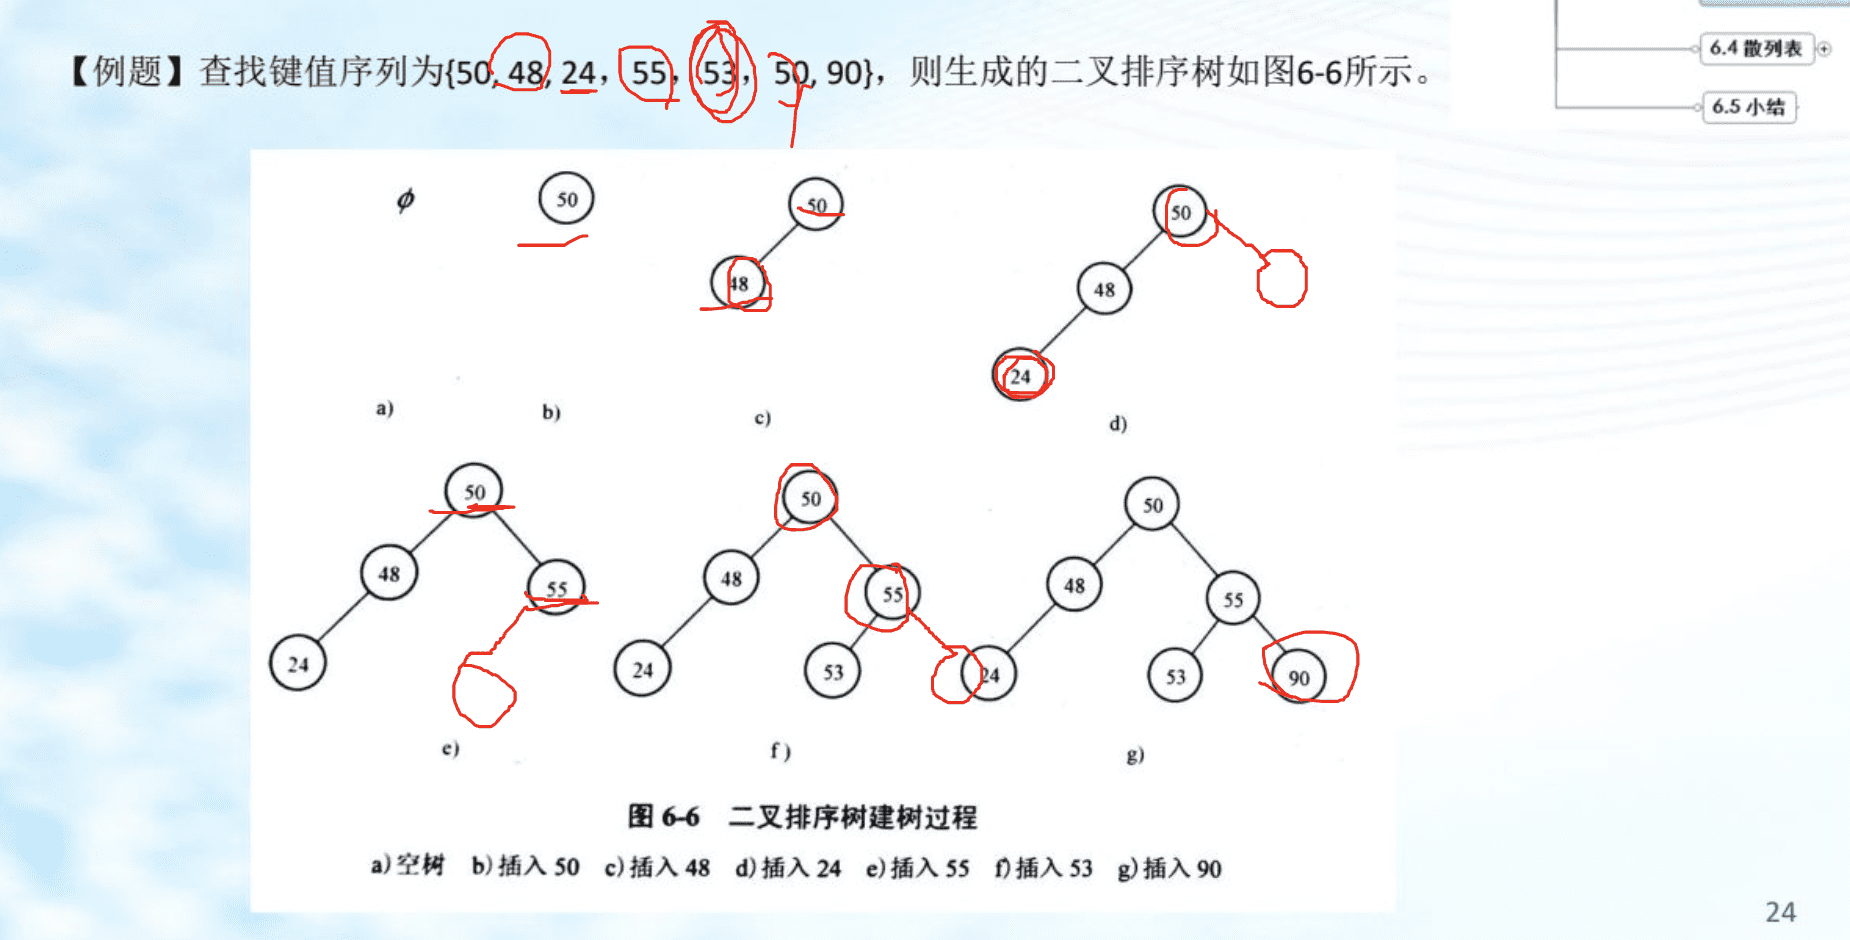 6.4 散列表
【例题】查找键值序列为{50, 48, 24，55，53，50, 90}，则生成的二叉排序树如图6-6所示。
6.5 小结
ϕ
50
50
48
50
48
24
a)
b)
c)
d)
50
48
55
24
50
48
55
24
53
50
48
55
24
53
90
e)
f)
g)
图 6-6 二叉排序树建树过程
a)空树 b)插入 50 c)插入 48 d)插入 24 e)插入 55 f)插入 53 g)插入 90
24